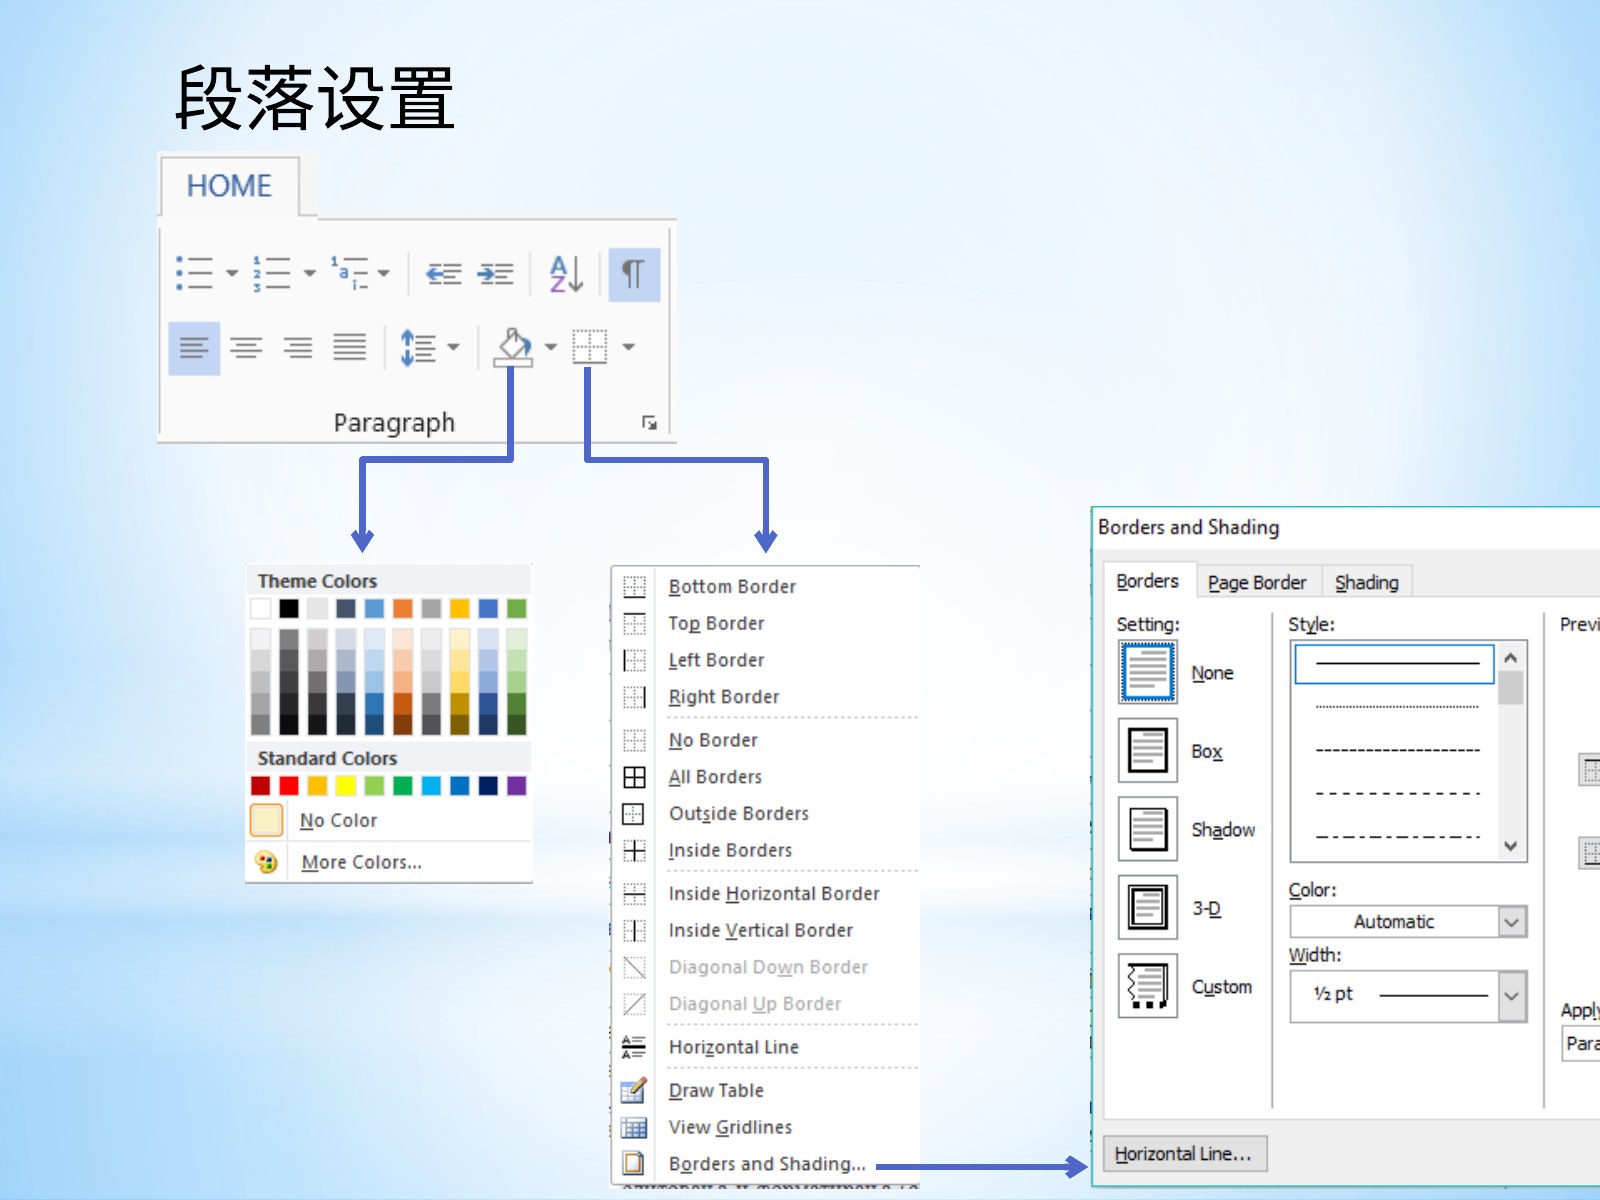 段落设置
HOME
Paragraph
Theme Colors
Standard Colors
No Color
More Colors...
Bottom Border
Top Border
Left Border
Right Border
No Border
All Borders
Outside Borders
Inside Borders
Inside Horizontal Border
Inside Vertical Border
Diagonal Down Border
Diagonal Up Border
Horizontal Line
Draw Table
View Gridlines
Borders and Shading...
Borders and Shading
Borders Page Border Shading
Setting:
None
Box
Shadow
3-D
Custom
Style:
Color:
Automatic
Width:
½ pt
Previ
Apply
Para
Horizontal Line...